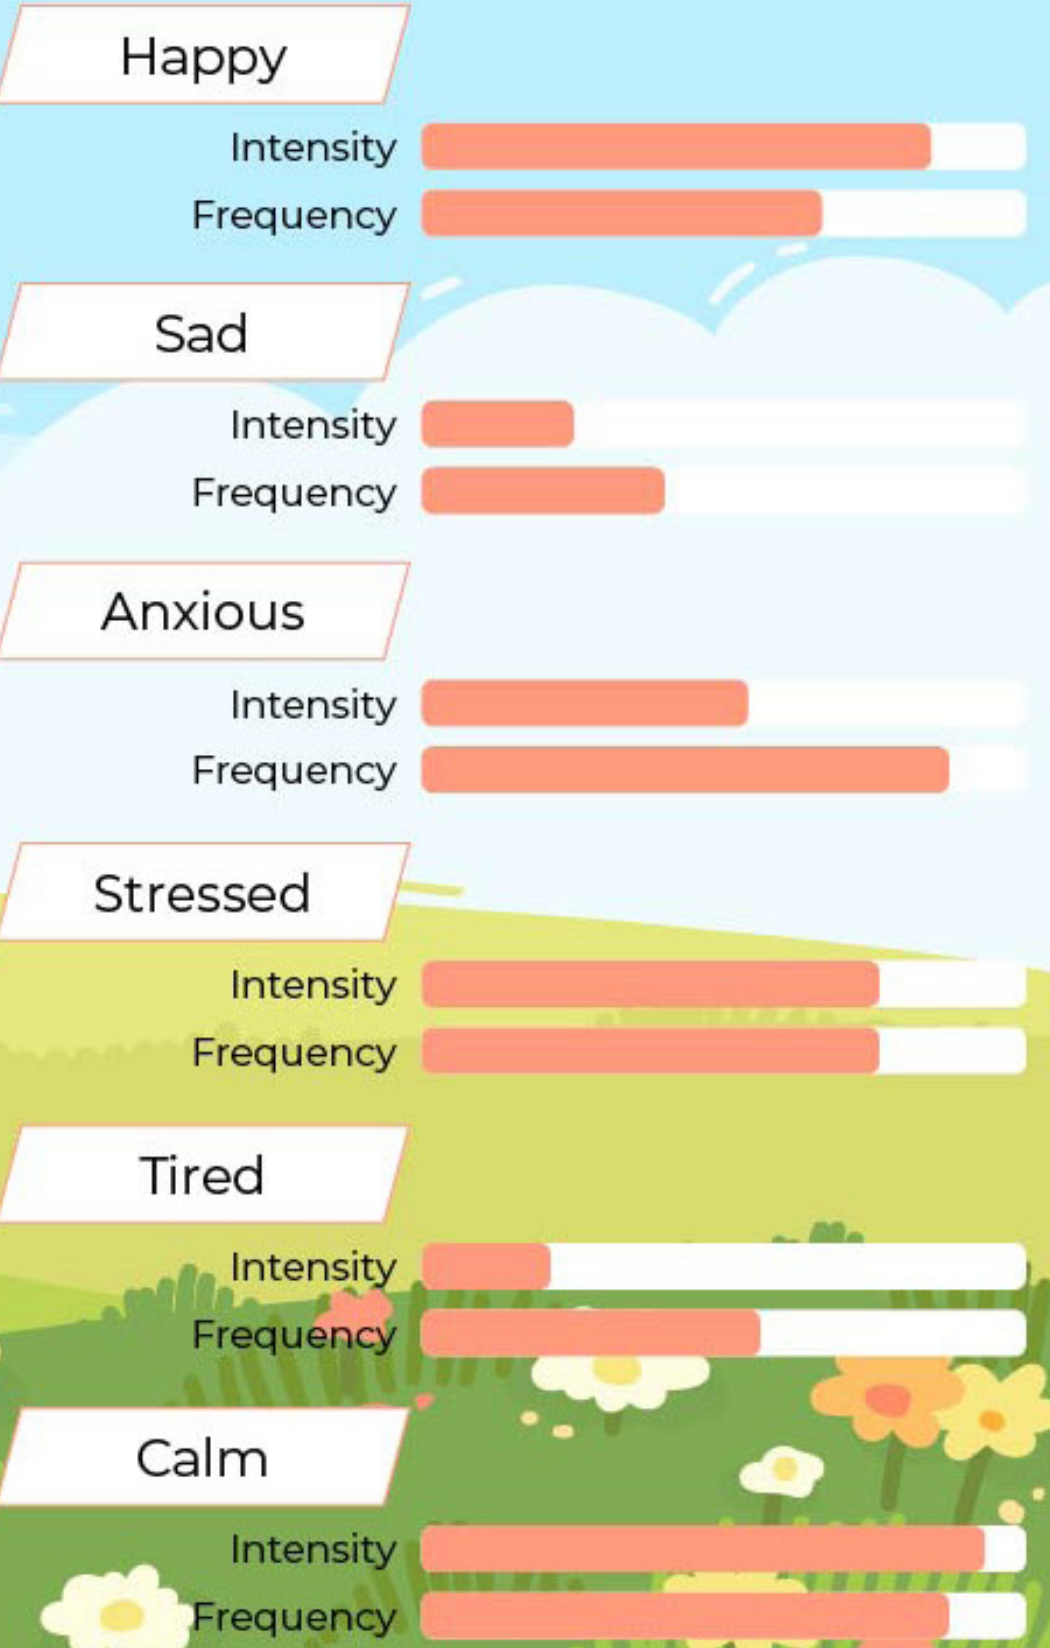 Happy
Intensity
Frequency
Sad
Intensity
Frequency
Anxious
Intensity
Frequency
Stressed
Intensity
Frequency
Tired
Intensity
Frequency
Calm
Intensity
Frequency